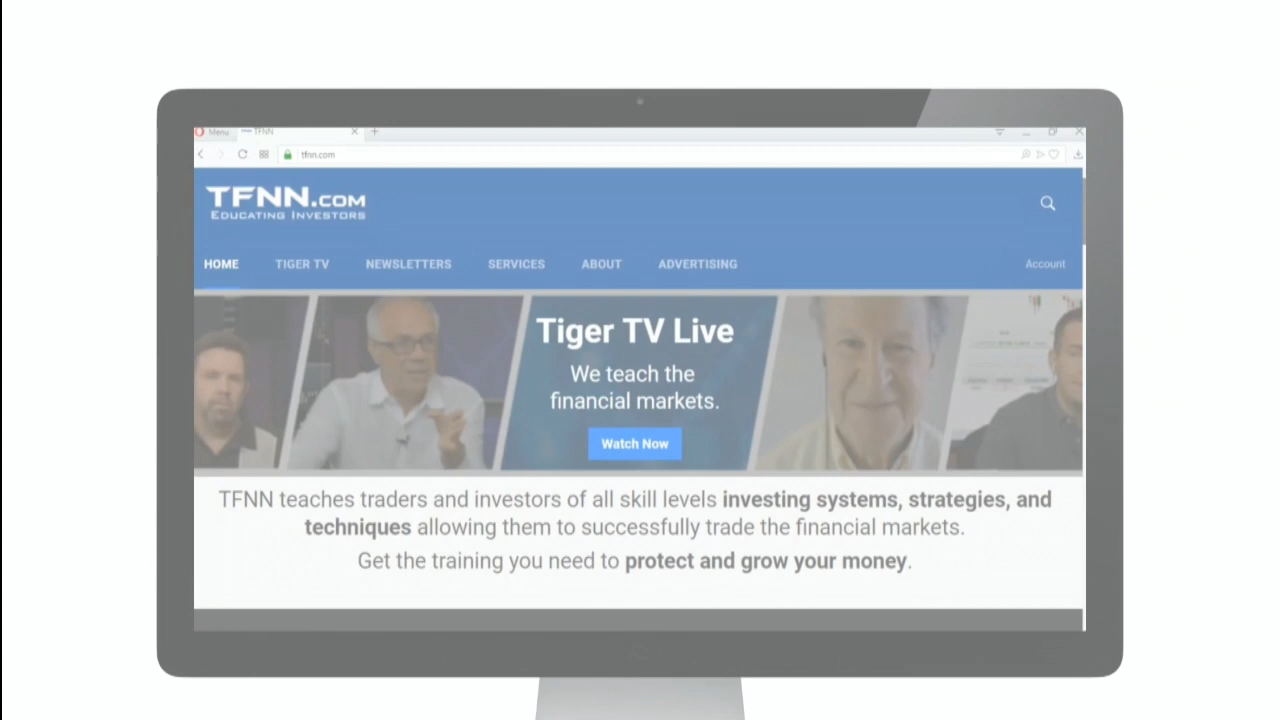 Menu
TFNN
tfnn.com
TFNN.COM
EDUCATING INVESTORS
HOME TIGER TV NEWSLETTERS SERVICES ABOUT ADVERTISING Account
Tiger TV Live
We teach the
financial markets.
Watch Now
TFNN teaches traders and investors of all skill levels investing systems, strategies, and
techniques allowing them to successfully trade the financial markets.
Get the training you need to protect and grow your money.